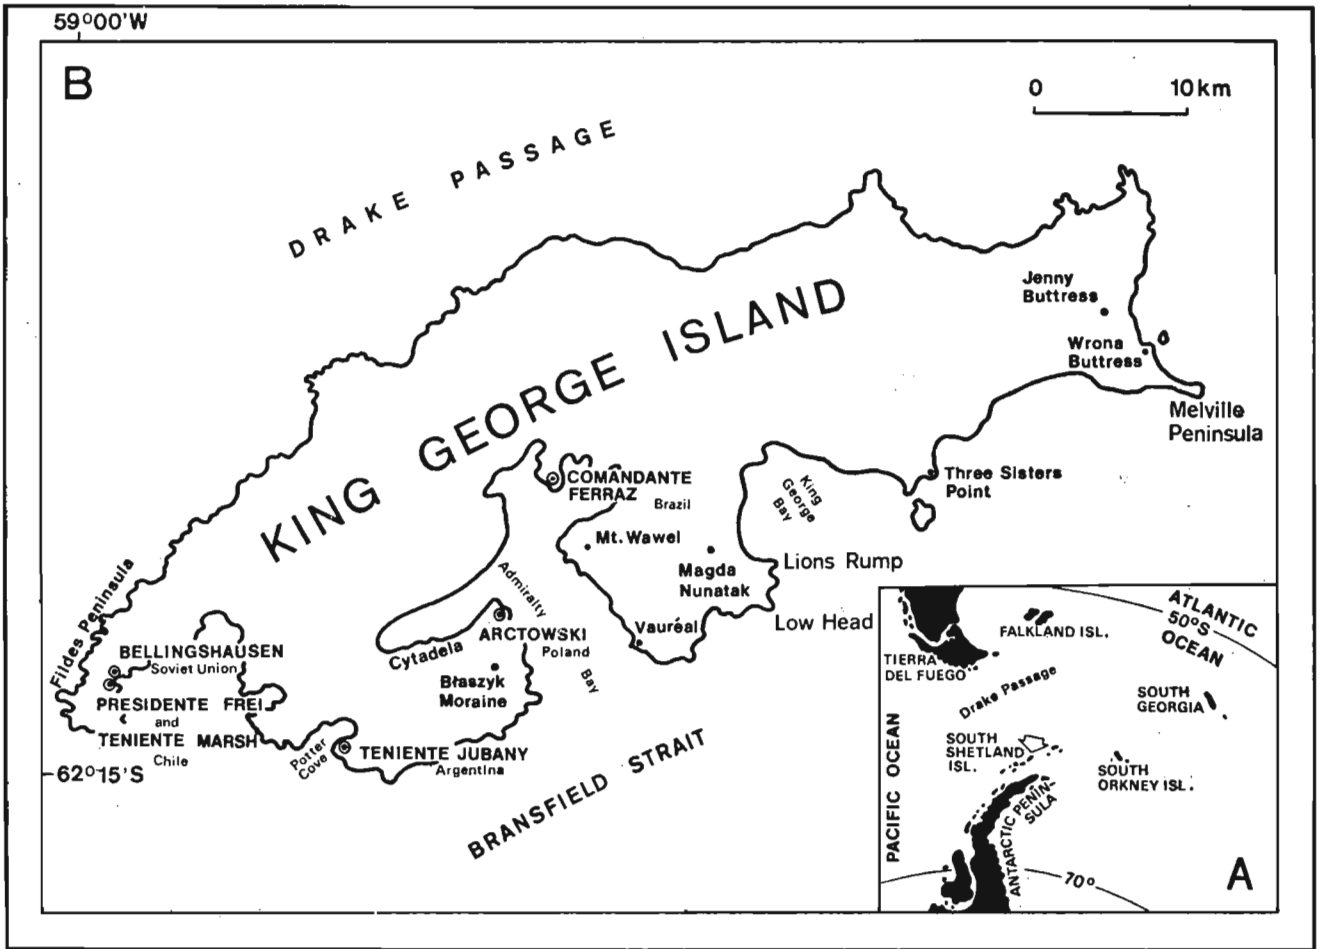 59°00'W
B
0 10km
DRAKE PASSAGE
KING GEORGE ISLAND
Jenny
Buttress
Wrona
Buttress
Melville
Peninsula
Three Sisters
Point
King
George
Bay
COMANDANTE
FERRAZ
Brazil
Mt. Wawel
Magda
Nunatak
Lions Rump
Low Head
Vauréal
Admiralty
Bay
ARCTOWSKI
Poland
Cytadela
Błaszyk
Moraine
Fildes Peninsula
BELLINGSHAUSEN
Soviet Union
PRESIDENTE FREI
and
TENIENTE MARSH
Chile
Potter
Cove
TENIENTE JUBANY
Argentina
62°15'S
BRANSFIELD STRAIT
ATLANTIC
50°S
OCEAN
FALKLAND ISL.
TIERRA
DEL FUEGO
Drake Passage
SOUTH
GEORGIA
SOUTH
SHETLAND
ISL.
SOUTH
ORKNEY ISL.
PACIFIC OCEAN
ANTARCTIC PENIN-
SULA
70°
A